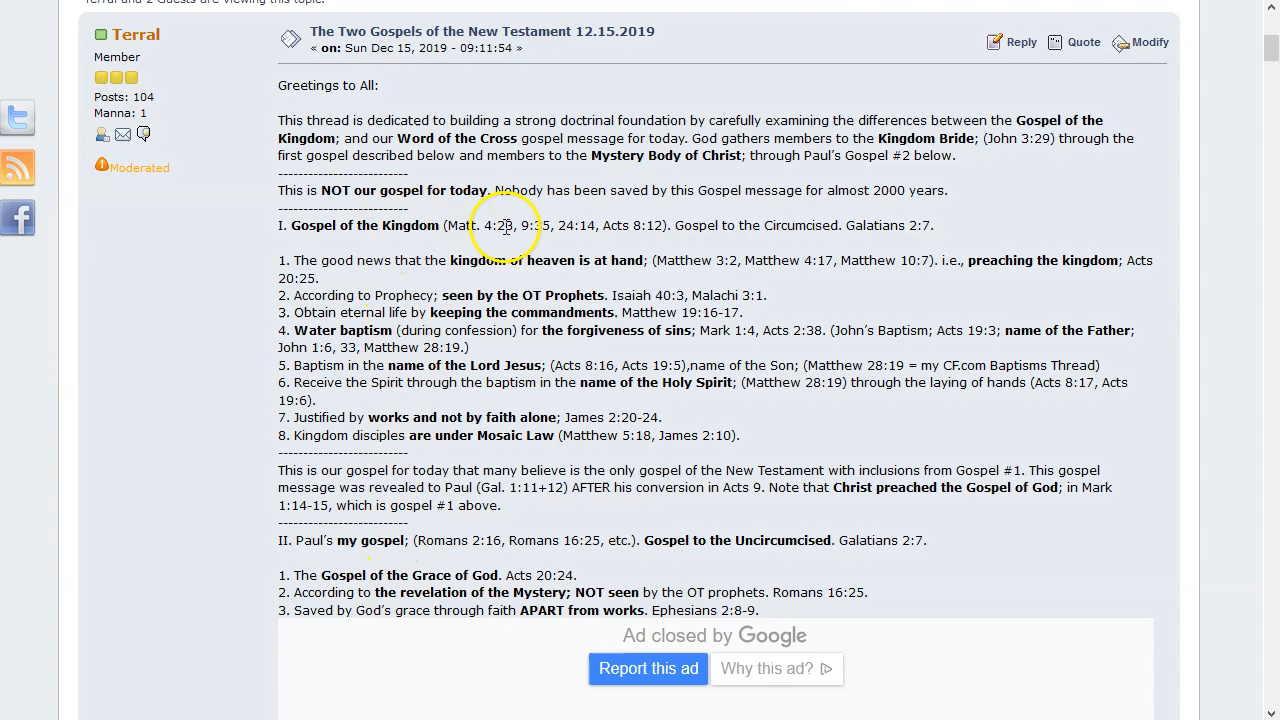 Terral and 2 Guests are viewing this topic.
Terral
Member
Posts: 104
Manna: 1
Moderated
The Two Gospels of the New Testament 12.15.2019
« on: Sun Dec 15, 2019 - 09:11:54 »
Reply
Quote
Modify
Greetings to All:
This thread is dedicated to building a strong doctrinal foundation by carefully examining the differences between the Gospel of the
Kingdom; and our Word of the Cross gospel message for today. God gathers members to the Kingdom Bride; (John 3:29) through the
first gospel described below and members to the Mystery Body of Christ; through Paul's Gospel #2 below.
--------------------------
This is NOT our gospel for today. Nobody has been saved by this Gospel message for almost 2000 years.
--------------------------
I. Gospel of the Kingdom (Matt. 4:23, 9:35, 24:14, Acts 8:12). Gospel to the Circumcised. Galatians 2:7.
1. The good news that the kingdom of heaven is at hand; (Matthew 3:2, Matthew 4:17, Matthew 10:7). i.e., preaching the kingdom; Acts
20:25.
2. According to Prophecy; seen by the OT Prophets. Isaiah 40:3, Malachi 3:1.
3. Obtain eternal life by keeping the commandments. Matthew 19:16-17.
4. Water baptism (during confession) for the forgiveness of sins; Mark 1:4, Acts 2:38. (John's Baptism; Acts 19:3; name of the Father;
John 1:6, 33, Matthew 28:19.)
5. Baptism in the name of the Lord Jesus; (Acts 8:16, Acts 19:5),name of the Son; (Matthew 28:19 = my CF.com Baptisms Thread)
6. Receive the Spirit through the baptism in the name of the Holy Spirit; (Matthew 28:19) through the laying of hands (Acts 8:17, Acts
19:6).
7. Justified by works and not by faith alone; James 2:20-24.
8. Kingdom disciples are under Mosaic Law (Matthew 5:18, James 2:10).
--------------------------
This is our gospel for today that many believe is the only gospel of the New Testament with inclusions from Gospel #1. This gospel
message was revealed to Paul (Gal. 1:11+12) AFTER his conversion in Acts 9. Note that Christ preached the Gospel of God; in Mark
1:14-15, which is gospel #1 above.
--------------------------
II. Paul's my gospel; (Romans 2:16, Romans 16:25, etc.). Gospel to the Uncircumcised. Galatians 2:7.
1. The Gospel of the Grace of God. Acts 20:24.
2. According to the revelation of the Mystery; NOT seen by the OT prophets. Romans 16:25.
3. Saved by God's grace through faith APART from works. Ephesians 2:8-9.
Ad closed by Google
Report this ad
Why this ad?